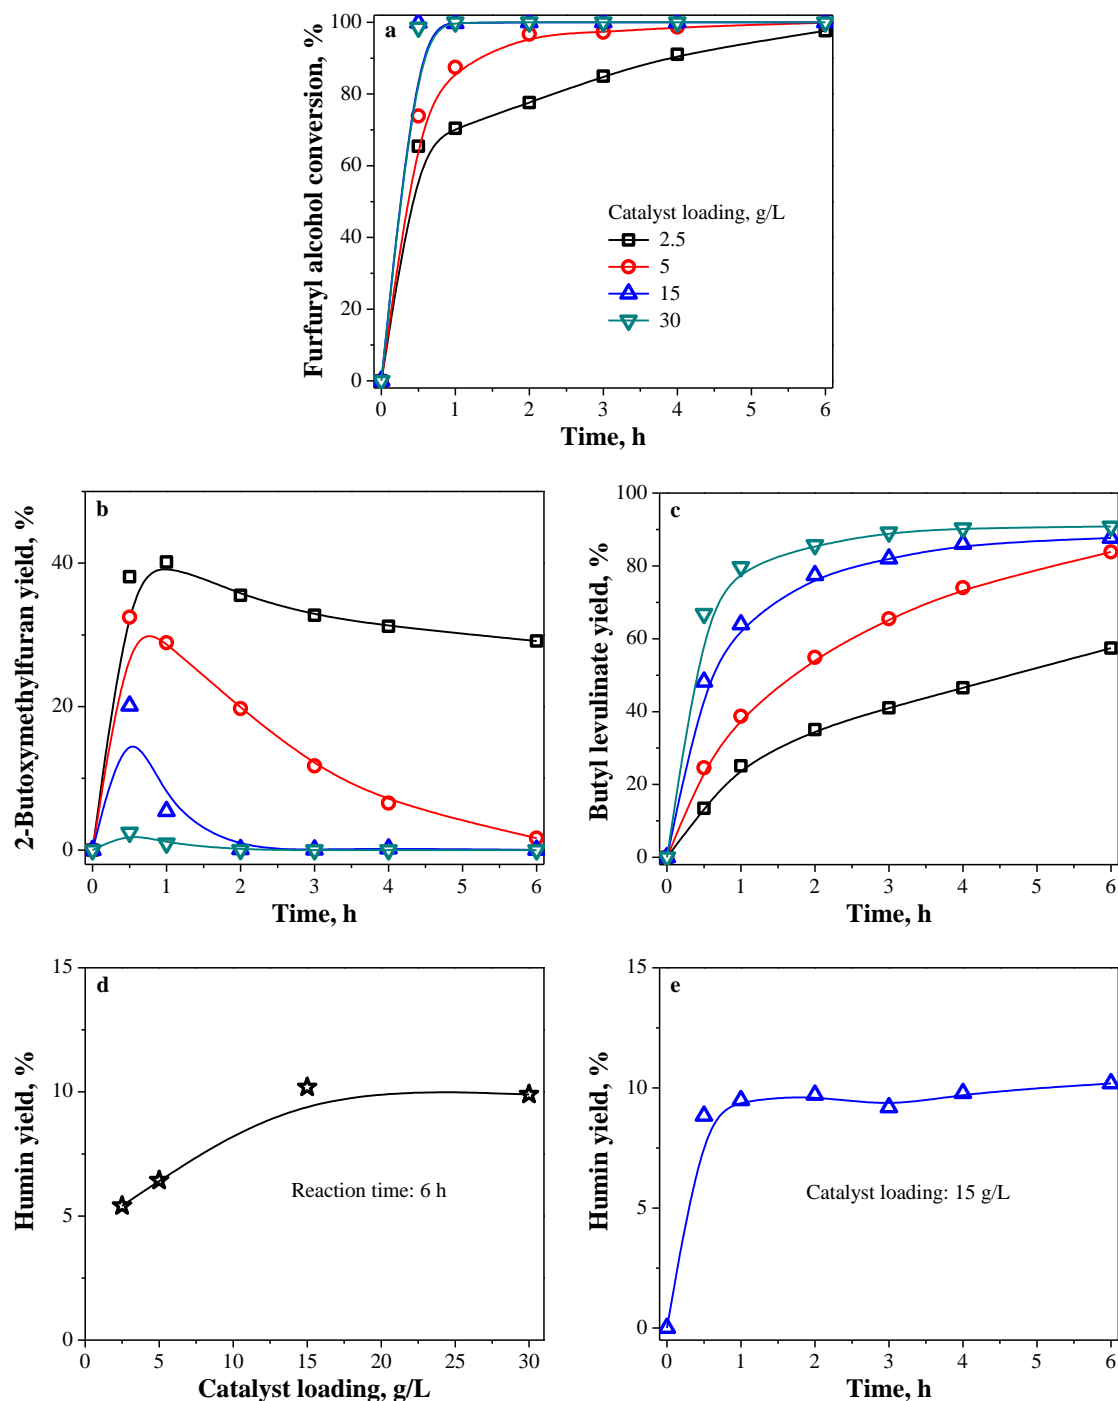 a
Furfuryl alcohol conversion, %
100
80
60
40
20
0
Catalyst loading, g/L
2.5
5
15
30
0 1 2 3 4 5 6
Time, h
b
2-Butoxymethylfuran yield, %
40
20
0
0 1 2 3 4 5 6
Time, h
c
Butyl levulinate yield, %
100
80
60
40
20
0
0 1 2 3 4 5 6
Time, h
d
Humin yield, %
15
10
5
0
Reaction time: 6 h
0 5 10 15 20 25 30
Catalyst loading, g/L
e
Humin yield, %
15
10
5
0
Catalyst loading: 15 g/L
0 1 2 3 4 5 6
Time, h